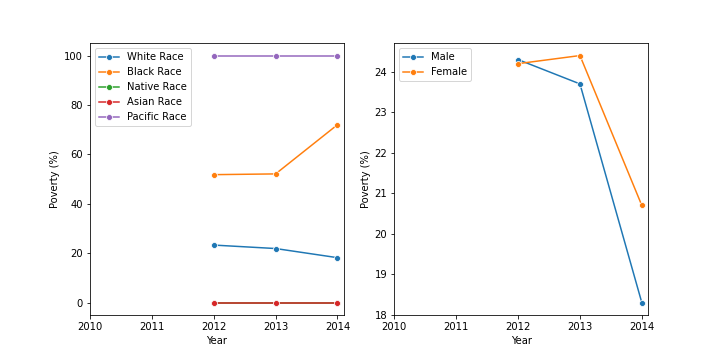 White Race
Black Race
Native Race
Asian Race
Pacific Race
100
80
60
40
20
0
Poverty (%)
2010 2011 2012 2013 2014
Year
Male
Female
24
23
22
21
20
19
18
Poverty (%)
2010 2011 2012 2013 2014
Year